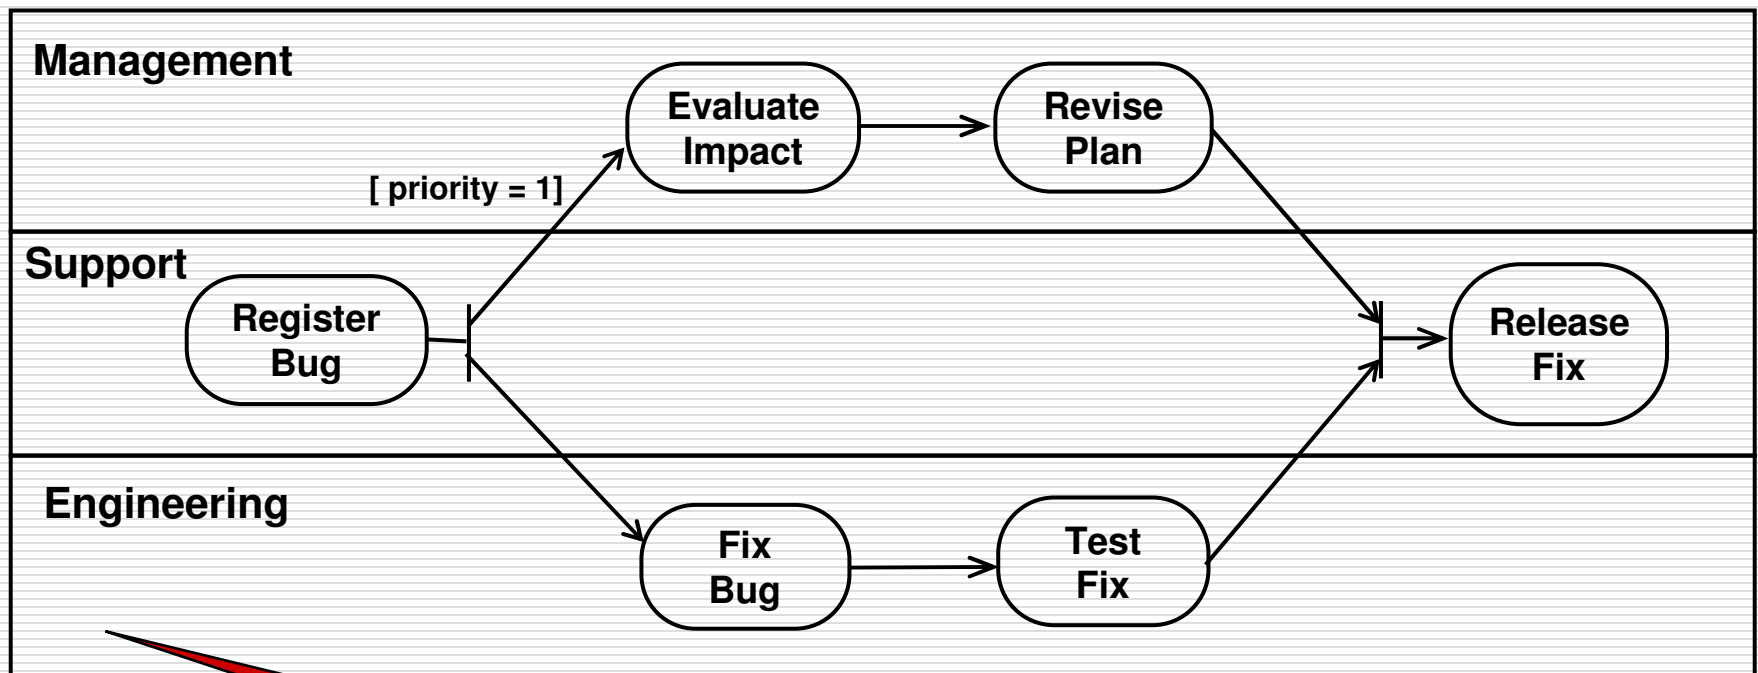 Management
Evaluate
Impact
Revise
Plan
[ priority = 1]
Support
Register
Bug
Release
Fix
Engineering
Fix
Bug
Test
Fix